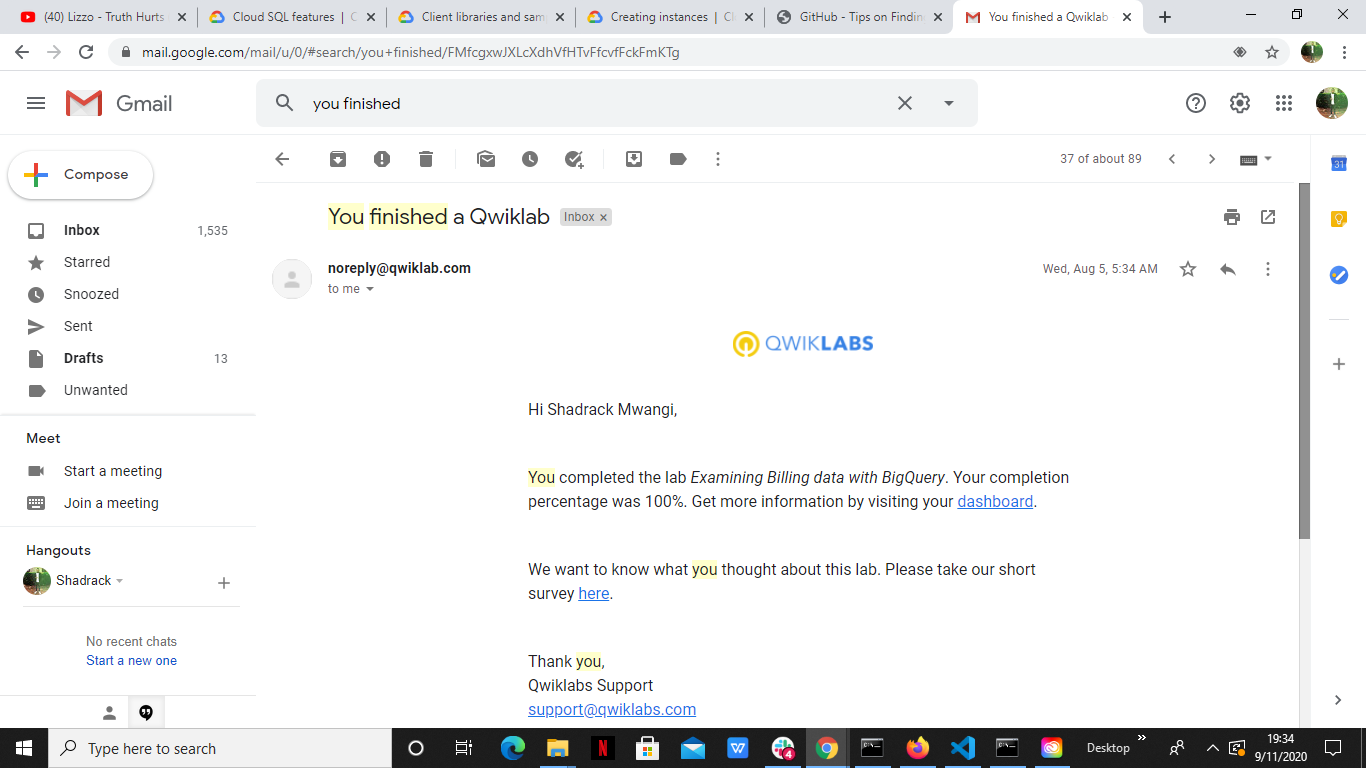 (40) Lizzo - Truth Hurts
Cloud SQL features | C
Client libraries and sam
Creating instances | Cl
GitHub - Tips on Findin
You finished a Qwiklab
mail.google.com/mail/u/0/#search/you+finished/FMfcgxwJXLcXdhVfHTvFfcvfFckFmKTg
Gmail
you finished
Compose
37 of about 89
Inbox 1,535
Starred
Snoozed
Sent
Drafts 13
Unwanted
Meet
Start a meeting
Join a meeting
Hangouts
Shadrack
No recent chats
Start a new one
You finished a Qwiklab Inbox x
noreply@qwiklab.com Wed, Aug 5, 5:34 AM
to me
QWIKLABS
Hi Shadrack Mwangi,
You completed the lab Examining Billing data with BigQuery. Your completion
percentage was 100%. Get more information by visiting your dashboard.
We want to know what you thought about this lab. Please take our short
survey here.
Thank you,
Qwiklabs Support
support@qwiklabs.com
31
Type here to search
N
W
4
C:\.
C:\.
Desktop
19:34
9/11/2020